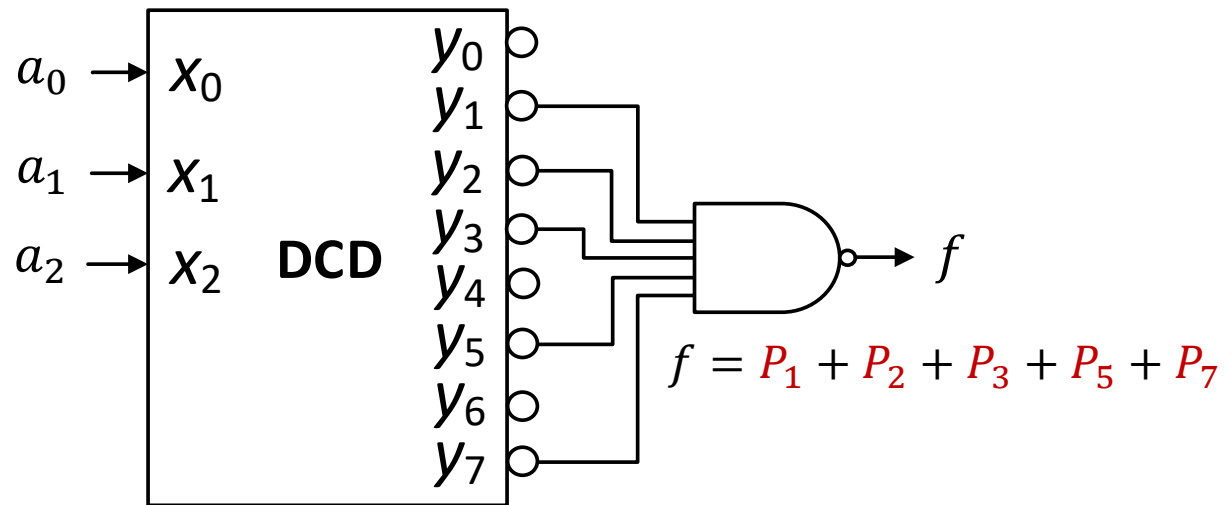 a₀ x₀ y₀
y₁
a₁ x₁ y₂
y₃
a₂ x₂ DCD f
y₄
y₅
f = P₁ + P₂ + P₃ + P₅ + P₇
y₆
y₇